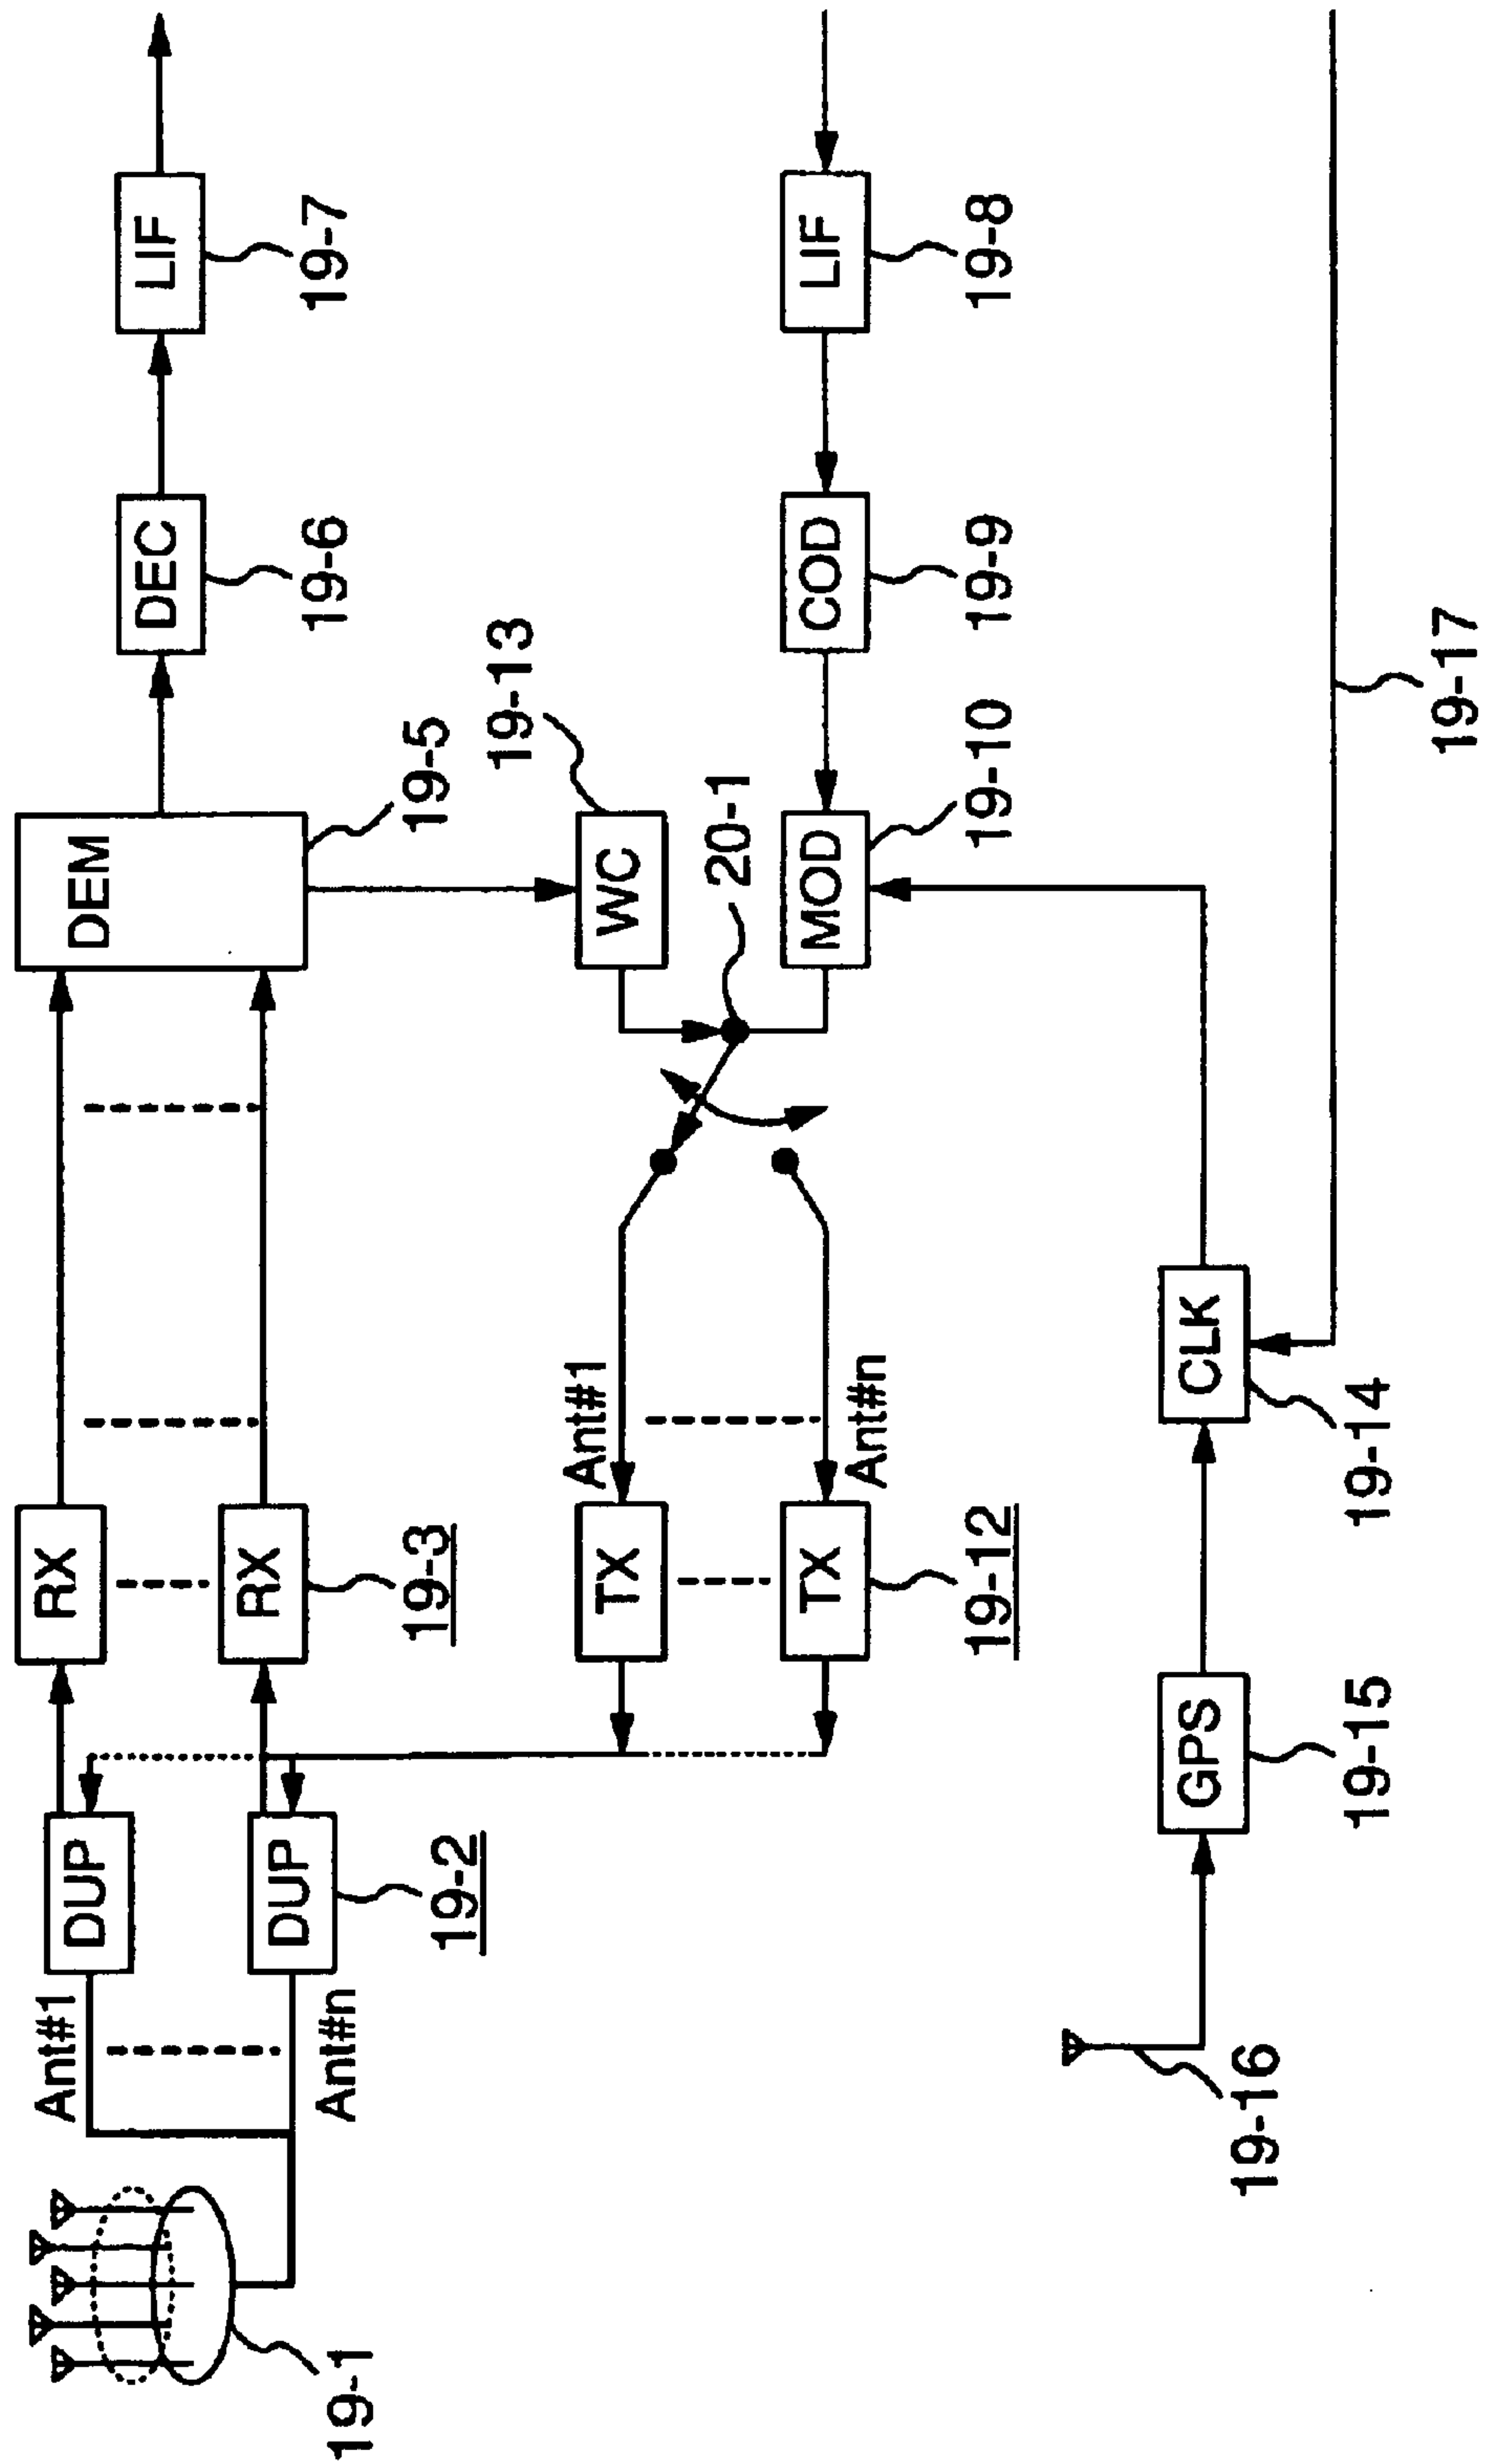 LIF
19-7
DEC
19-6
DEM
19-5
RX
RX
19-3
DUP
DUP
19-2
Ant#1
Ant#n
19-1
WC
19-13
20-1
LIF
19-8
COD
19-9
MOD
19-10
Ant#1
Ant#n
TX
TX
19-12
CLK
19-14
GPS
19-15
19-16
19-17